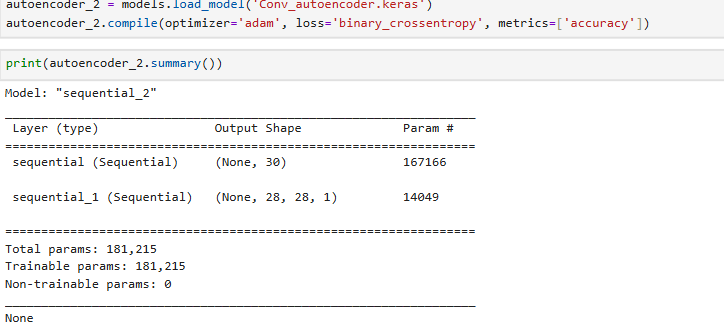 autoencoder_2 = models.load_model('Conv_autoencoder.keras')
autoencoder_2.compile(optimizer='adam', loss='binary_crossentropy', metrics=['accuracy'])
print(autoencoder_2.summary())
Model: "sequential_2"
_________________________________________________________________
Layer (type) Output Shape Param #
=================================================================
sequential (Sequential) (None, 30) 167166
sequential_1 (Sequential) (None, 28, 28, 1) 14049
=================================================================
Total params: 181,215
Trainable params: 181,215
Non-trainable params: 0
_________________________________________________________________
None